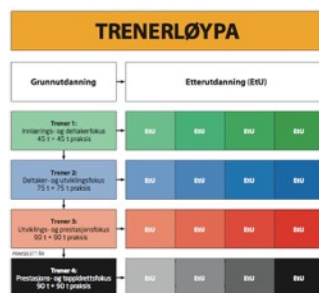 TRENERLØYPA
Grunnutdanning
Etterutdanning (EtU)
Trener 1:
Innlærings- og deltakerfokus
45 t + 45 t praksis
EtU EtU EtU EtU
Trener 2:
Deltaker- og utviklingsfokus
75 t + 75 t praksis
EtU EtU EtU EtU
Trener 3:
Utviklings- og prestasjonsfokus
90 t + 90 t praksis
EtU EtU EtU EtU
Trener 4:
Prestasjons- og toppidrettsfokus
90 t + 90 t praksis
EtU EtU EtU EtU